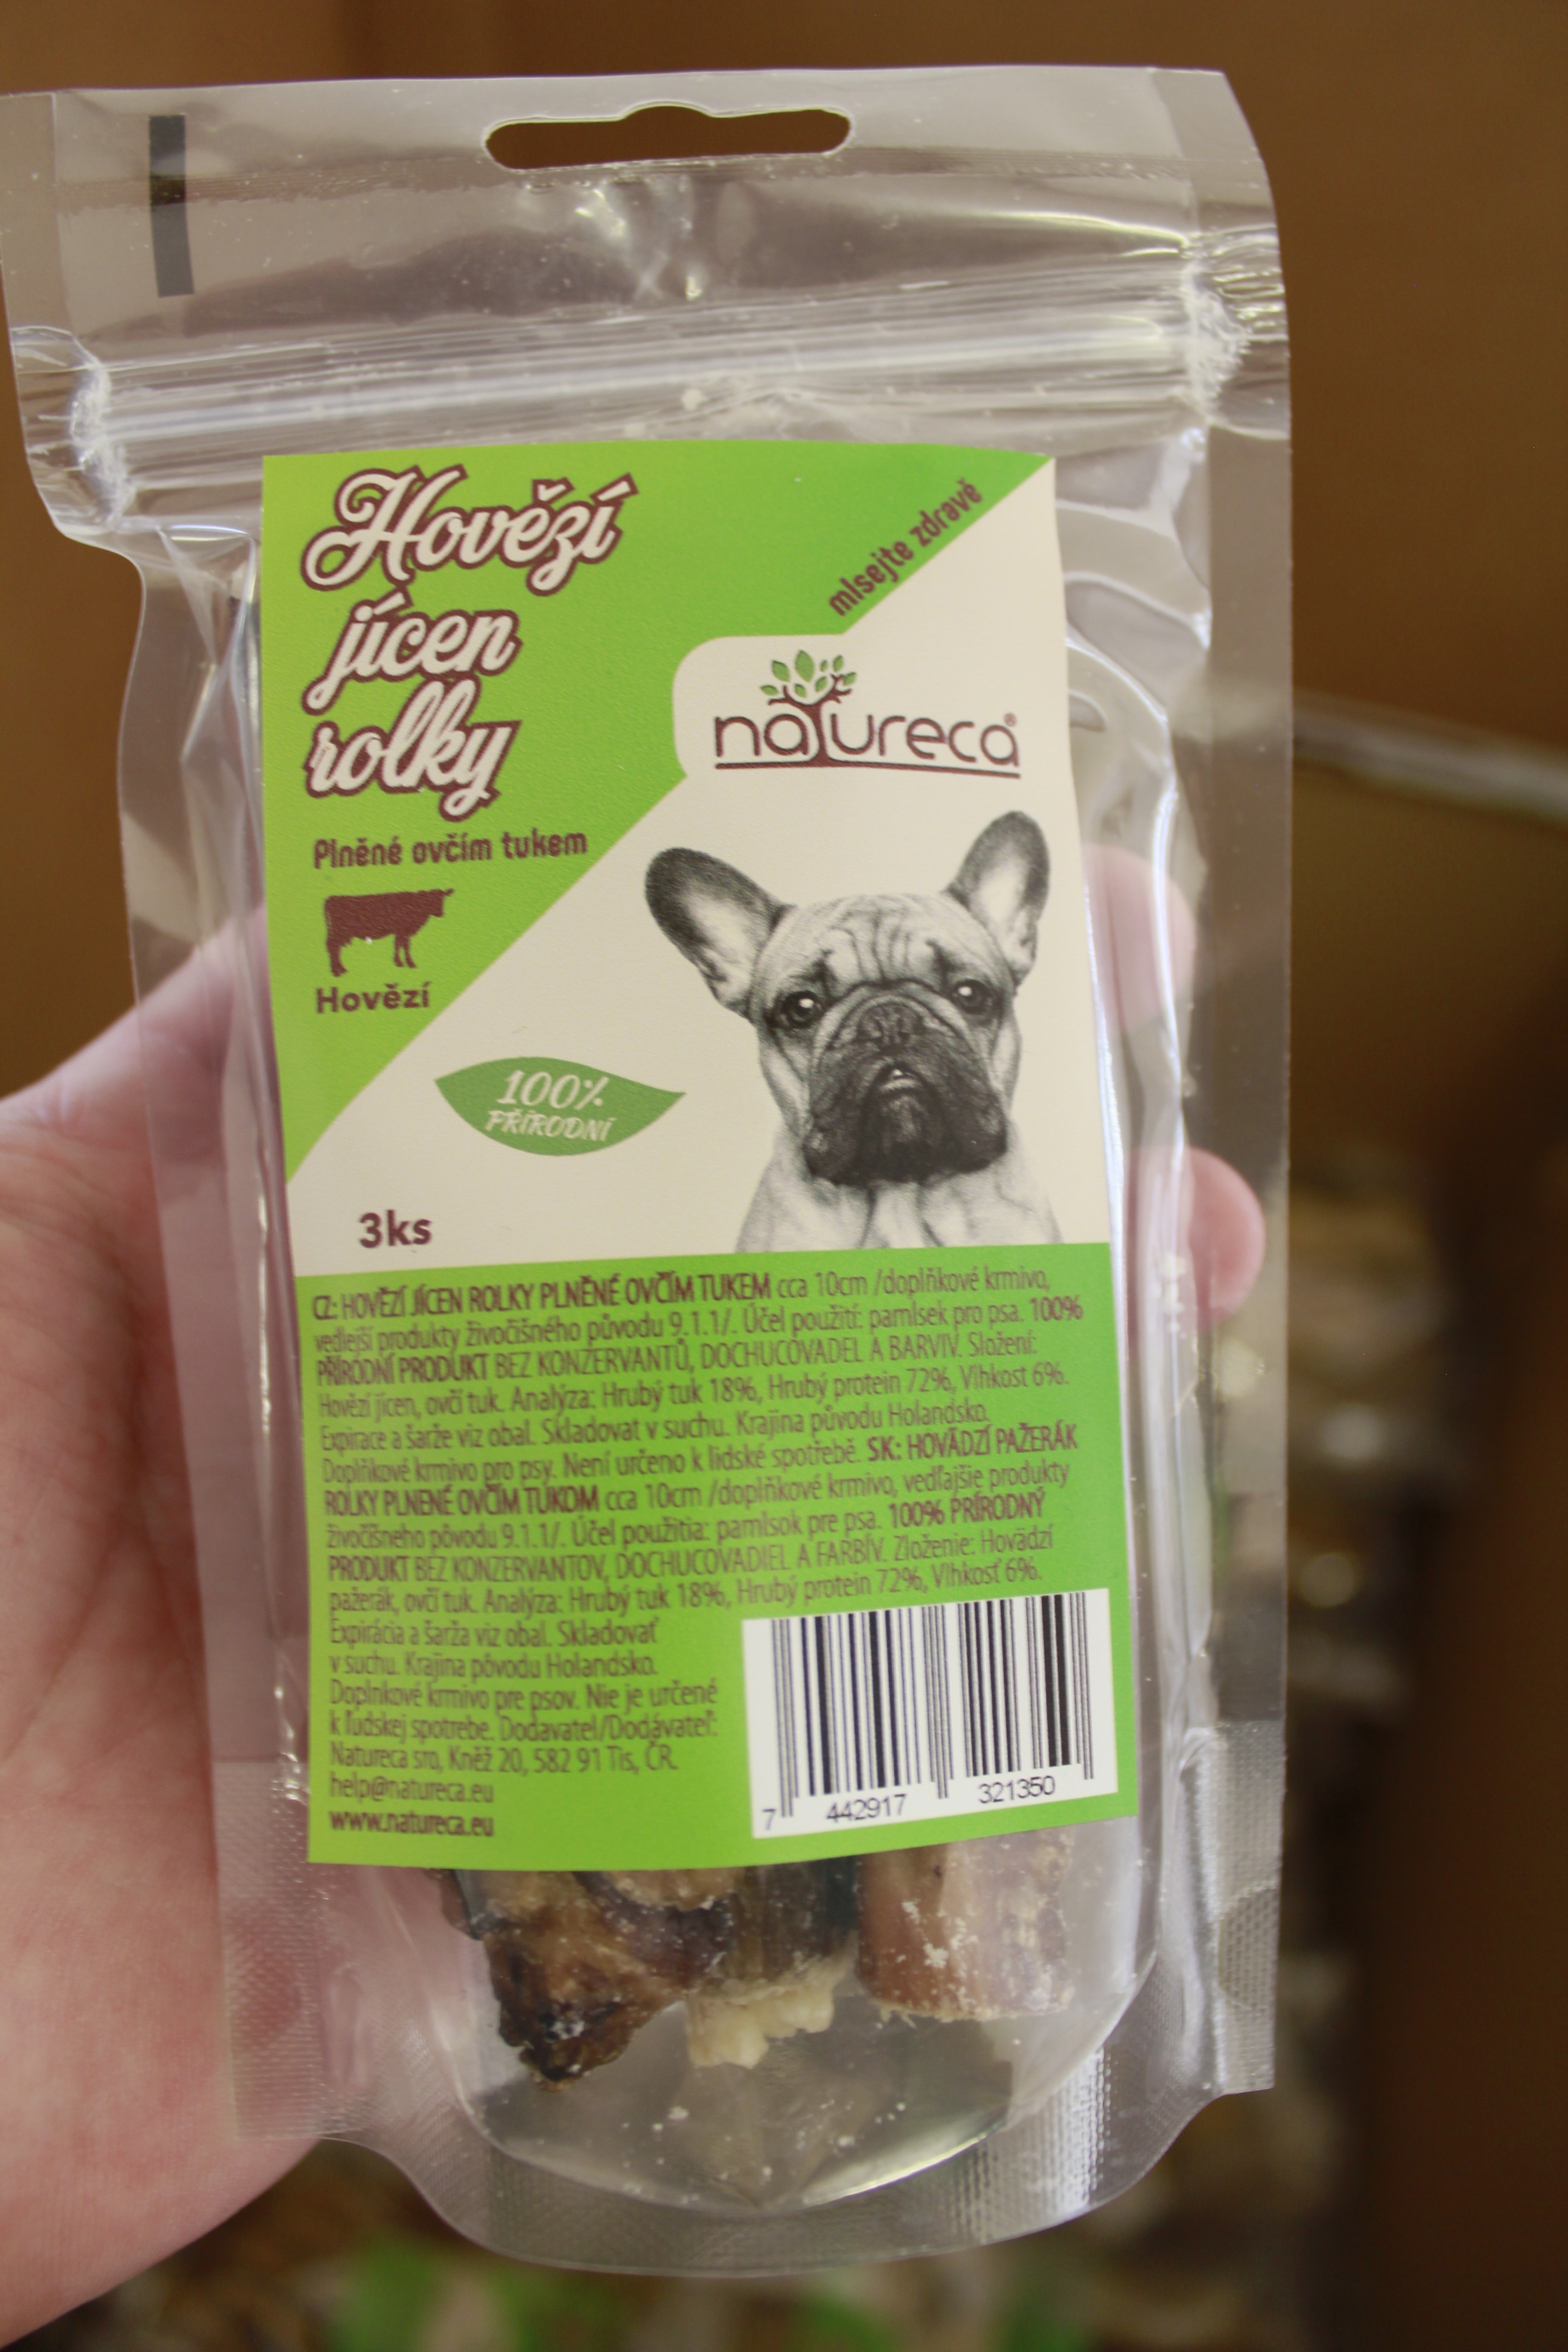 Hovězí
jícen
rolky
mlsejte zdravě
natureca®
Plněné ovčím tukem
Hovězí
100%
PŘÍRODNÍ
3ks
CZ: HOVĚZÍ JÍCEN ROLKY PLNĚNÉ OVČÍM TUKEM cca 10cm /doplňkové krmivo,
vedlejší produkty živočišného původu 9.1.1/. Účel použití: pamlsek pro psa. 100%
PŘÍRODNÍ PRODUKT BEZ KONZERVANTŮ, DOCHUCOVADEL A BARVIV. Složení:
Hovězí jícen, ovčí tuk. Analýza: Hrubý tuk 18%, Hrubý protein 72%, Vlhkost 6%.
Expirace a šarže viz obal. Skladovat v suchu. Krajina původu Holandsko.
Doplňkové krmivo pro psy. Není určeno k lidské spotřebě. SK: HOVÄDZÍ PAŽERÁK
ROLKY PLNENÉ OVČÍM TUKOM cca 10cm /doplňkové krmivo, vedľajšie produkty
živočíšneho pôvodu 9.1.1/. Účel použitia: pamlsok pre psa. 100% PRÍRODNÝ
PRODUKT BEZ KONZERVANTOV, DOCHUCOVADIEL A FARBÍV. Zloženie: Hovädzí
pažerák, ovčí tuk. Analýza: Hrubý tuk 18%, Hrubý protein 72%, Vlhkosť 6%.
Expirácia a šarža viz obal. Skladovať
v suchu. Krajina pôvodu Holandsko.
Doplnkové krmivo pre psov. Nie je určené
k ľudskej spotrebe. Dodavatel/Dodávateľ:
Natureca sro, Kněž 20, 582 91 Tis, ČR.
help@natureca.eu
www.natureca.eu
7 442917 321350